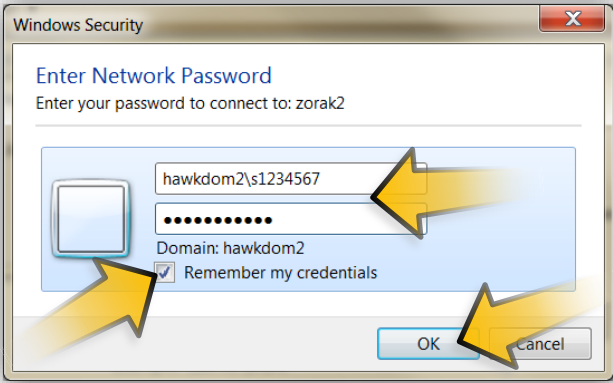 Windows Security
Enter Network Password
Enter your password to connect to: zorak2
hawkdom2\s1234567
●●●●●●●●●●●
Domain: hawkdom2
Remember my credentials
OK
Cancel